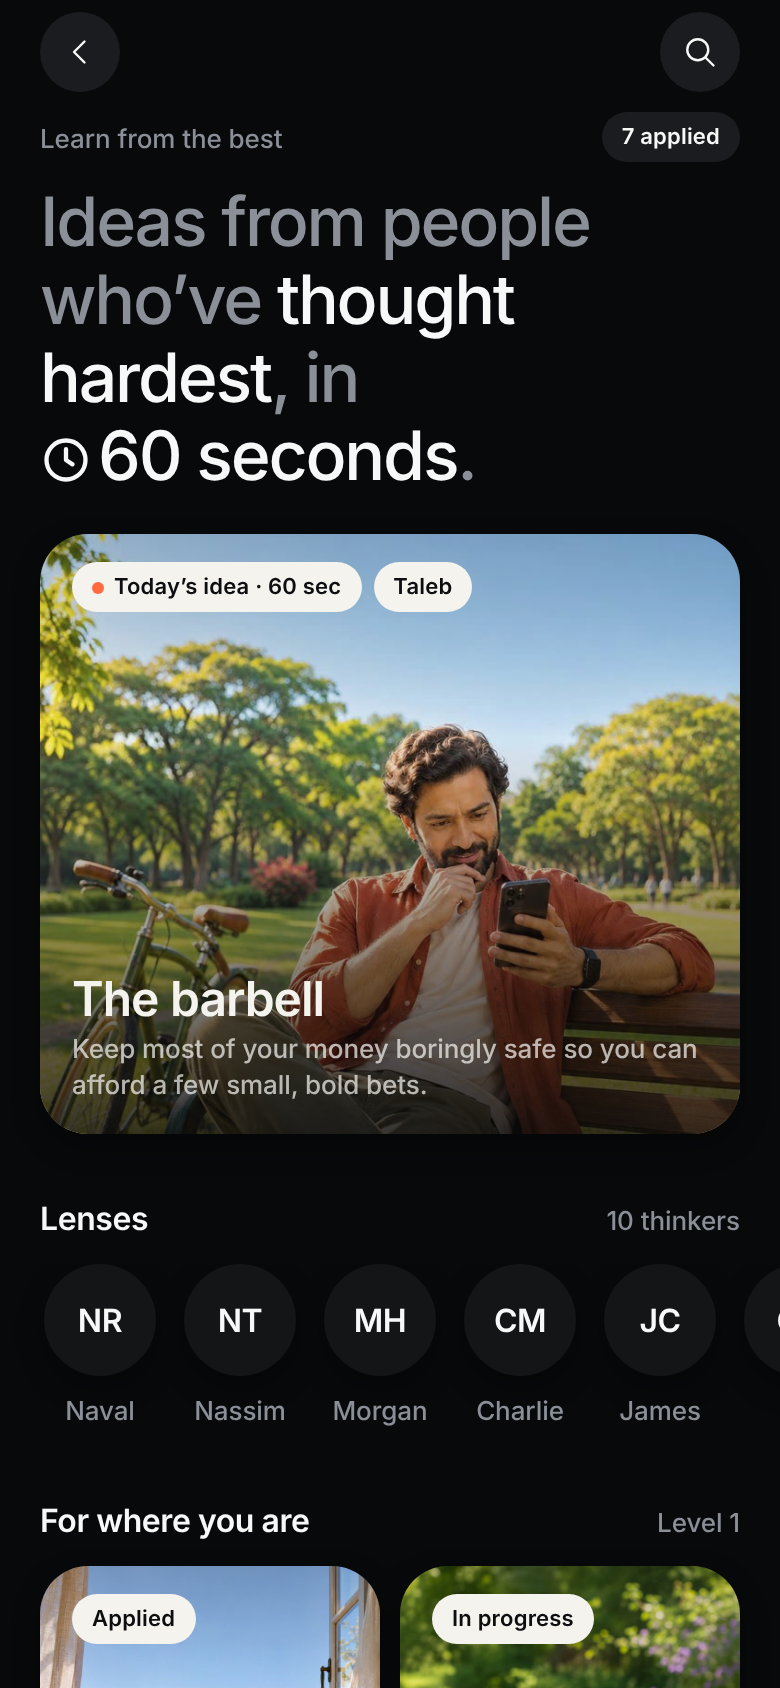 Learn from the best
7 applied
Ideas from people
who’ve thought
hardest, in
60 seconds.
Today’s idea · 60 sec
Taleb
The barbell
Keep most of your money boringly safe so you can
afford a few small, bold bets.
Lenses
10 thinkers
NR
NT
MH
CM
JC
Naval
Nassim
Morgan
Charlie
James
For where you are
Level 1
Applied
In progress